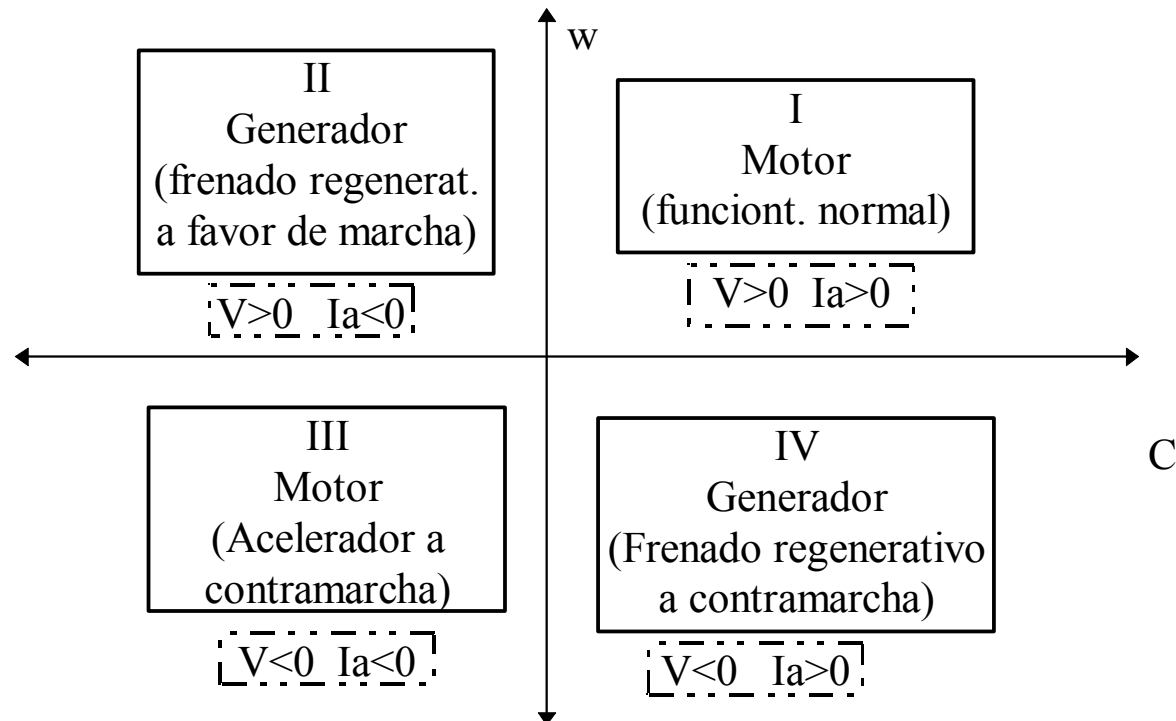 w
II
Generador
(frenado regenerat.
a favor de marcha)
V>0 Ia<0
I
Motor
(funciont. normal)
V>0 Ia>0
III
Motor
(Acelerador a
contramarcha)
V<0 Ia<0
IV
Generador
(Frenado regenerativo
a contramarcha)
V<0 Ia>0
C